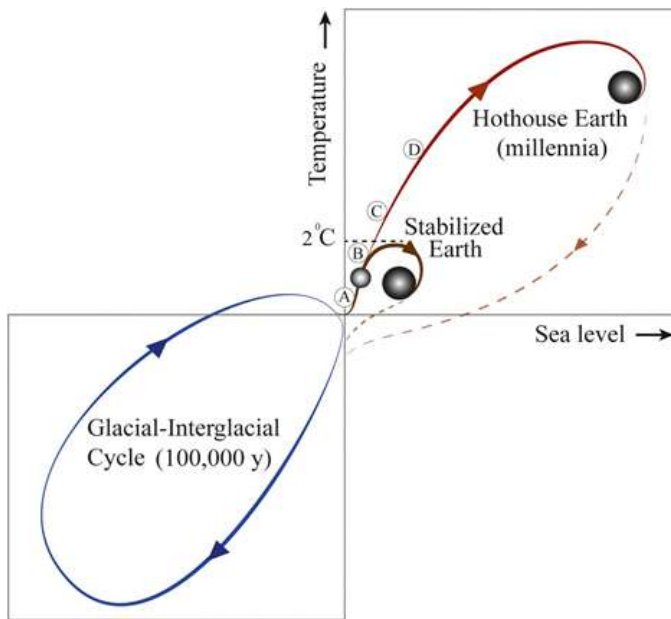 Temperature
Hothouse Earth
(millennia)
D
C
2°C
Stabilized
Earth
B
A
Sea level
Glacial-Interglacial
Cycle (100,000 y)